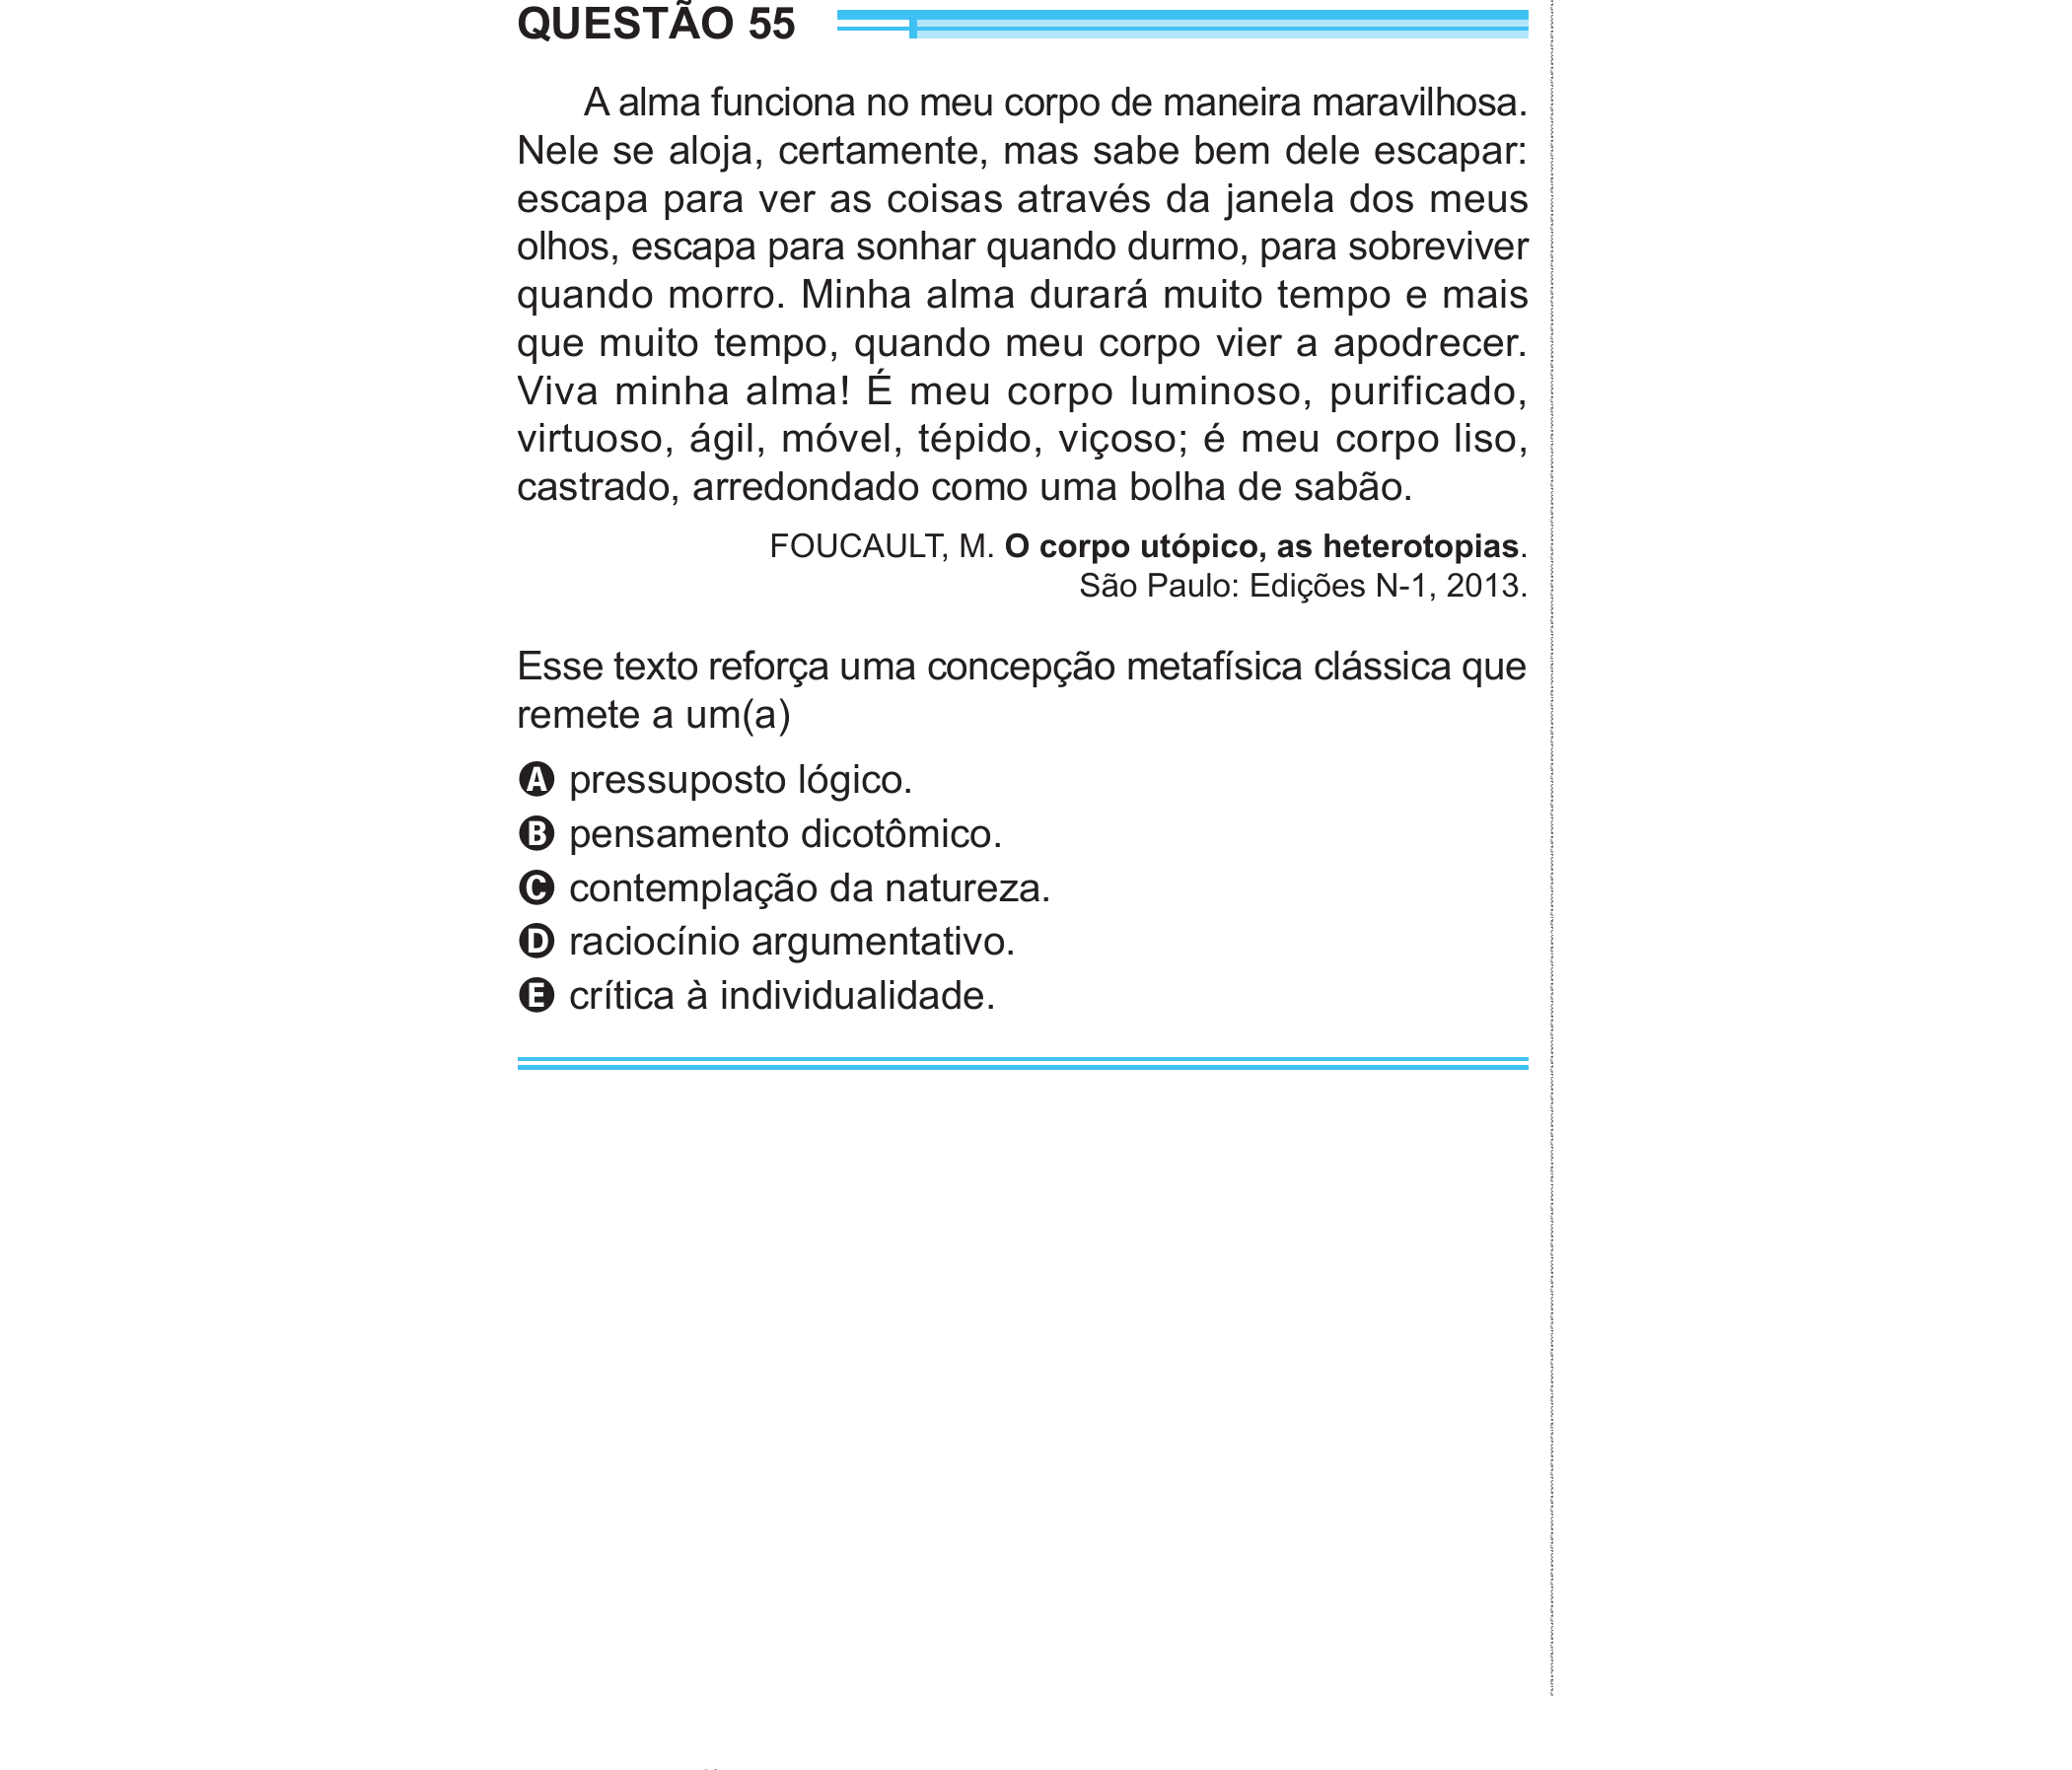 QUESTÃO 55
A alma funciona no meu corpo de maneira maravilhosa.
Nele se aloja, certamente, mas sabe bem dele escapar:
escapa para ver as coisas através da janela dos meus
olhos, escapa para sonhar quando durmo, para sobreviver
quando morro. Minha alma durará muito tempo e mais
que muito tempo, quando meu corpo vier a apodrecer.
Viva minha alma! É meu corpo luminoso, purificado,
virtuoso, ágil, móvel, tépido, viçoso; é meu corpo liso,
castrado, arredondado como uma bolha de sabão.
FOUCAULT, M. O corpo utópico, as heterotopias.
São Paulo: Edições N-1, 2013.
Esse texto reforça uma concepção metafísica clássica que
remete a um(a)
A pressuposto lógico.
B pensamento dicotômico.
C contemplação da natureza.
D raciocínio argumentativo.
E crítica à individualidade.